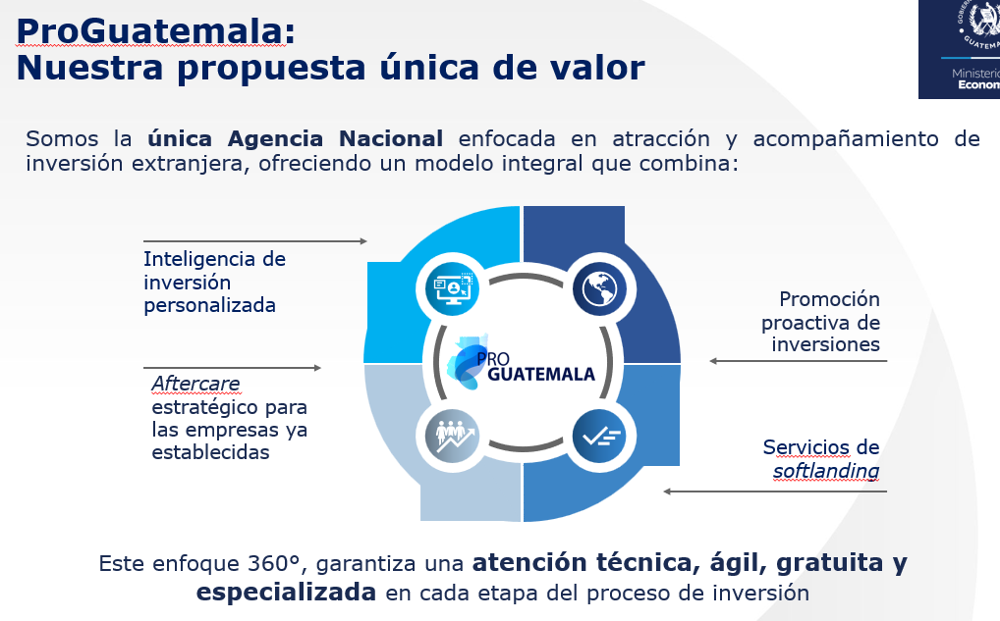 ProGuatemala:
Nuestra propuesta única de valor
GUATEMA
Ministerio
Econom
Somos la única Agencia Nacional enfocada en atracción y acompañamiento de
inversión extranjera, ofreciendo un modelo integral que combina:
Inteligencia de
inversión
personalizada
Promoción
proactiva de
inversiones
PRO
GUATEMALA
Aftercare
estratégico para
las empresas ya
establecidas
Servicios de
softlanding
Este enfoque 360°, garantiza una atención técnica, ágil, gratuita y
especializada en cada etapa del proceso de inversión